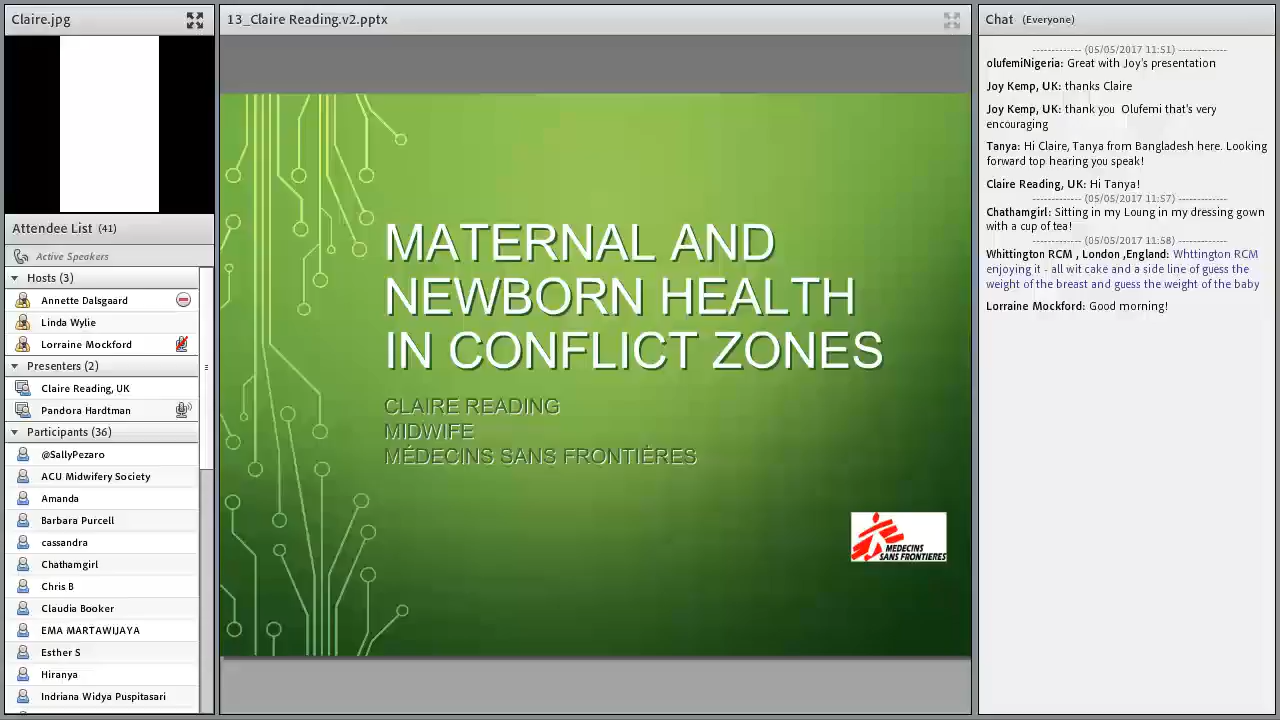 Claire.jpg
Attendee List (41)
Active Speakers
Hosts (3)
Annette Dalsgaard
Linda Wylie
Lorraine Mockford
Presenters (2)
Claire Reading, UK
Pandora Hardtman
Participants (36)
@SallyPezaro
ACU Midwifery Society
Amanda
Barbara Purcell
cassandra
Chathamgirl
Chris B
Claudia Booker
EMA MARTAWIJAYA
Esther S
Hiranya
Indriana Widya Puspitasari
13_Claire Reading.v2.pptx
MATERNAL AND
NEWBORN HEALTH
IN CONFLICT ZONES
CLAIRE READING
MIDWIFE
MÉDECINS SANS FRONTIÈRES
MEDECINS
SANS FRONTIERES
Chat (Everyone)
------------- (05/05/2017 11:51) -------------
olufemiNigeria: Great with Joy's presentation
Joy Kemp, UK: thanks Claire
Joy Kemp, UK: thank you Olufemi that's very
encouraging
Tanya: Hi Claire, Tanya from Bangladesh here. Looking
forward top hearing you speak!
Claire Reading, UK: Hi Tanya!
------------- (05/05/2017 11:57) -------------
Chathamgirl: Sitting in my Loung in my dressing gown
with a cup of tea!
------------- (05/05/2017 11:58) -------------
Whittington RCM , London ,England: Whttington RCM
enjoying it - all wit cake and a side line of guess the
weight of the breast and guess the weight of the baby
Lorraine Mockford: Good morning!